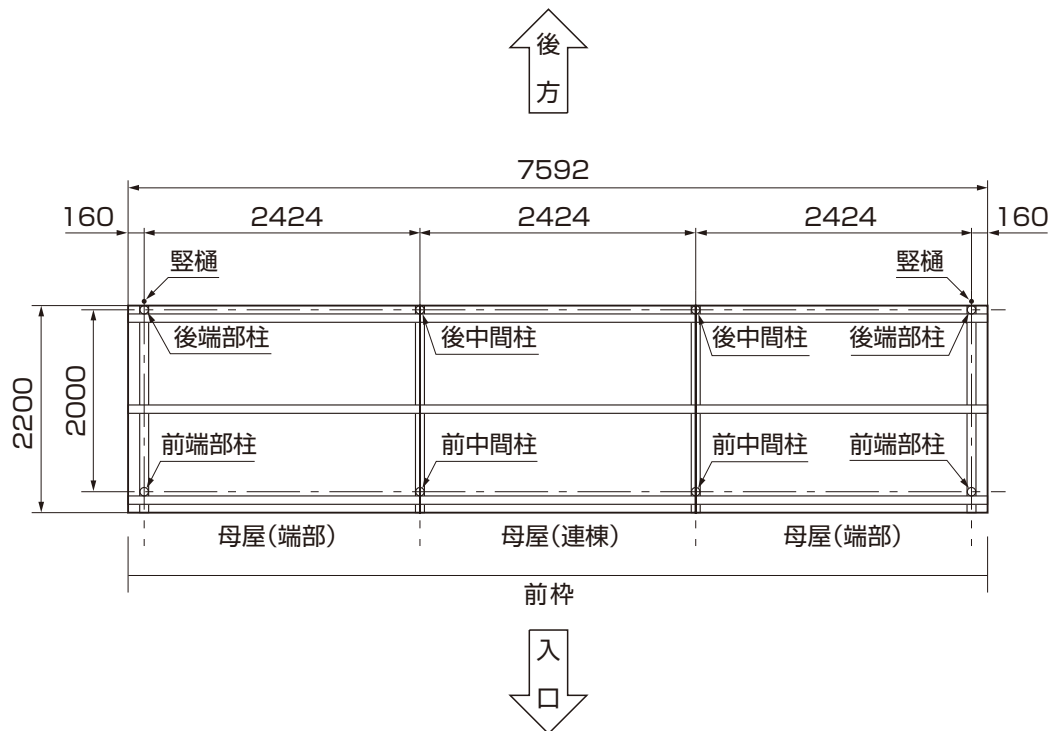 後方
7592
160 2424 2424 2424 160
竪樋 竪樋
後端部柱 後中間柱 後中間柱 後端部柱
2200
2000
前端部柱 前中間柱 前中間柱 前端部柱
母屋(端部) 母屋(連棟) 母屋(端部)
前枠
入口